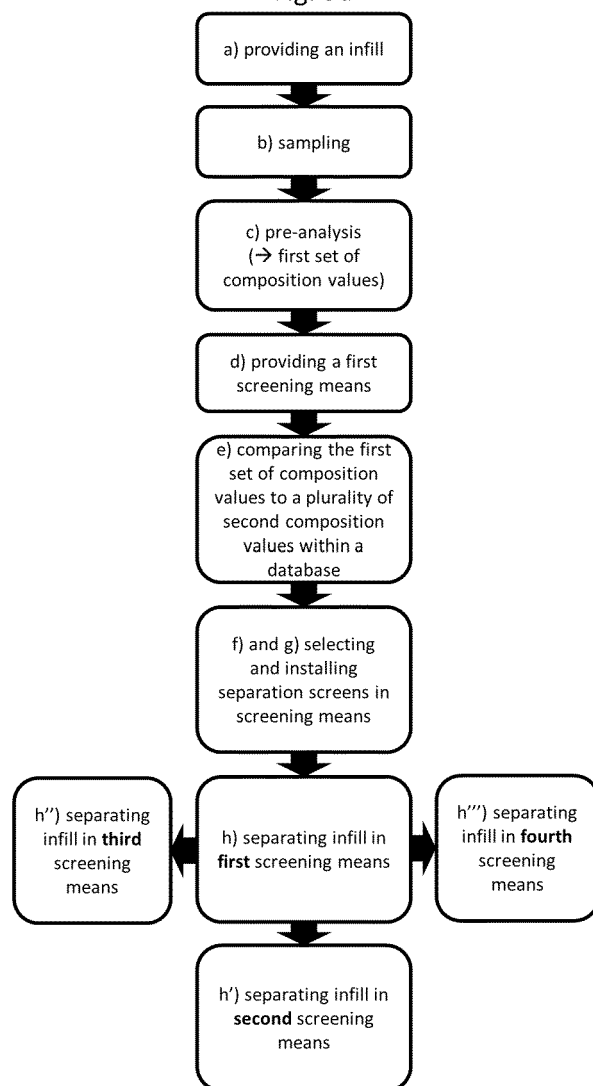 a) providing an infill
b) sampling
c) pre-analysis
(→ first set of
composition values)
d) providing a first
screening means
e) comparing the first
set of composition
values to a plurality of
second composition
values within a
database
f) and g) selecting
and installing
separation screens in
screening means
h'') separating
infill in third
screening
means
h) separating infill in
first screening means
h''') separating
infill in fourth
screening
means
h') separating infill in
second screening
means